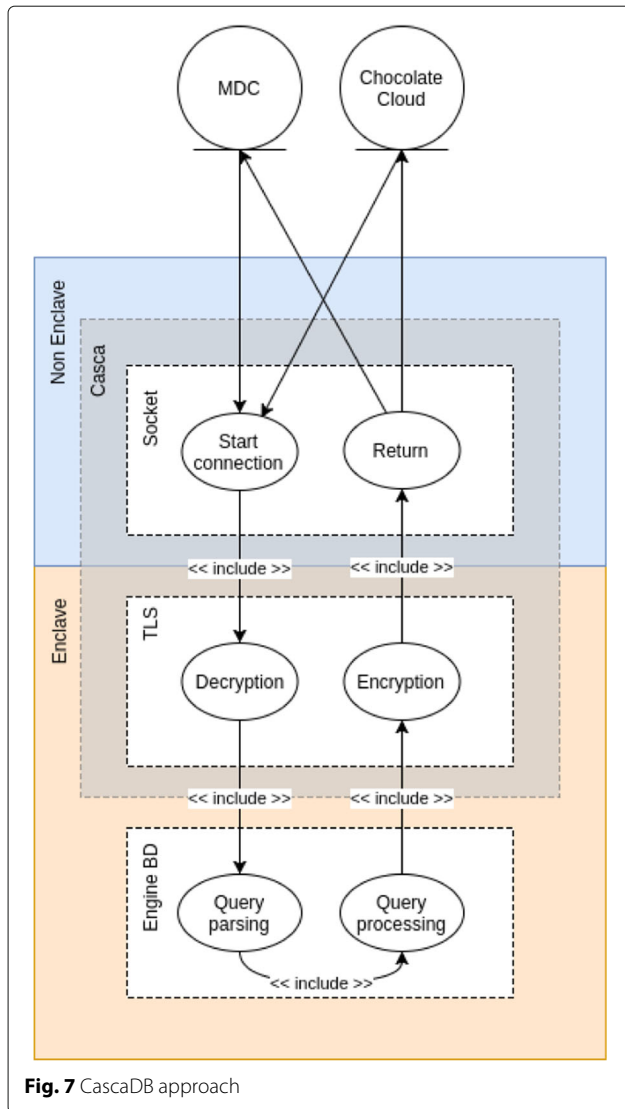 MDC
Chocolate
Cloud
Non Enclave
Casca
Socket
Start
connection
Return
<< include >>
<< include >>
Enclave
TLS
Decryption
Encryption
<< include >>
<< include >>
Engine BD
Query
parsing
Query
processing
<< include >>
Fig. 7 CascaDB approach